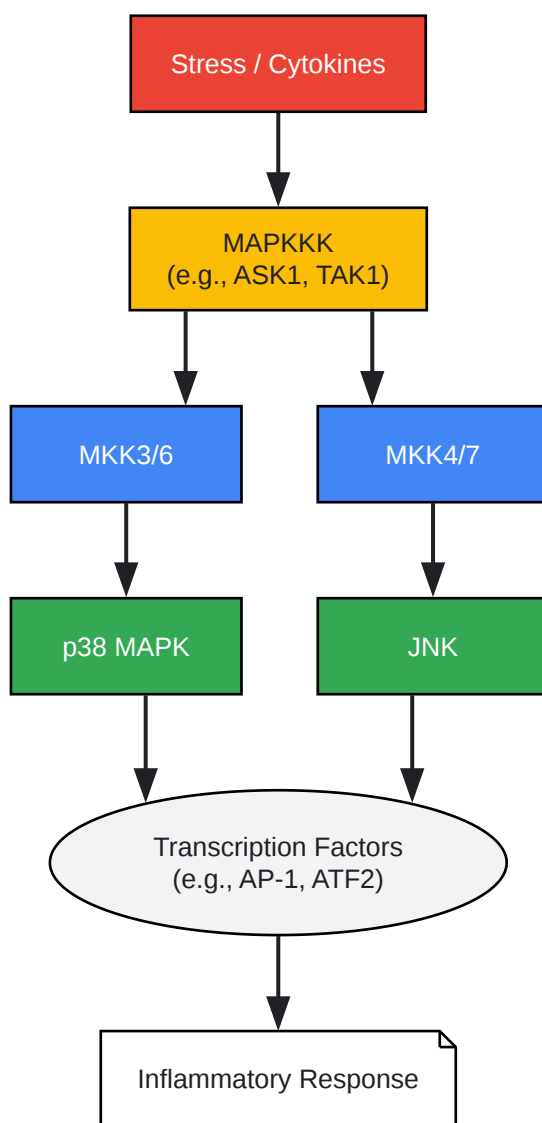 Stress / Cytokines
MAPKKK
(e.g., ASK1, TAK1)
MKK3/6
MKK4/7
p38 MAPK
JNK
Transcription Factors
(e.g., AP-1, ATF2)
Inflammatory Response